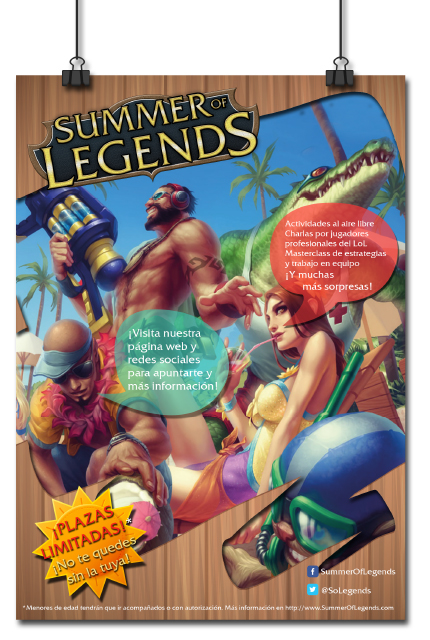 SUMMER OF
LEGENDS
Actividades al aire libre
Charlas por jugadores
profesionales del LoL
Masterclass de estrategias
y trabajo en equipo
¡Y muchas
más sorpresas!
¡Visita nuestra
página web y
redes sociales
para apuntarte y
más información!
¡PLAZAS
LIMITADAS!*
¡No te quedes
sin la tuya!
SummerOfLegends
@SoLegends
*Menores de edad tendrán que ir acompañados o con autorización. Más información en http://www.SummerOfLegends.com